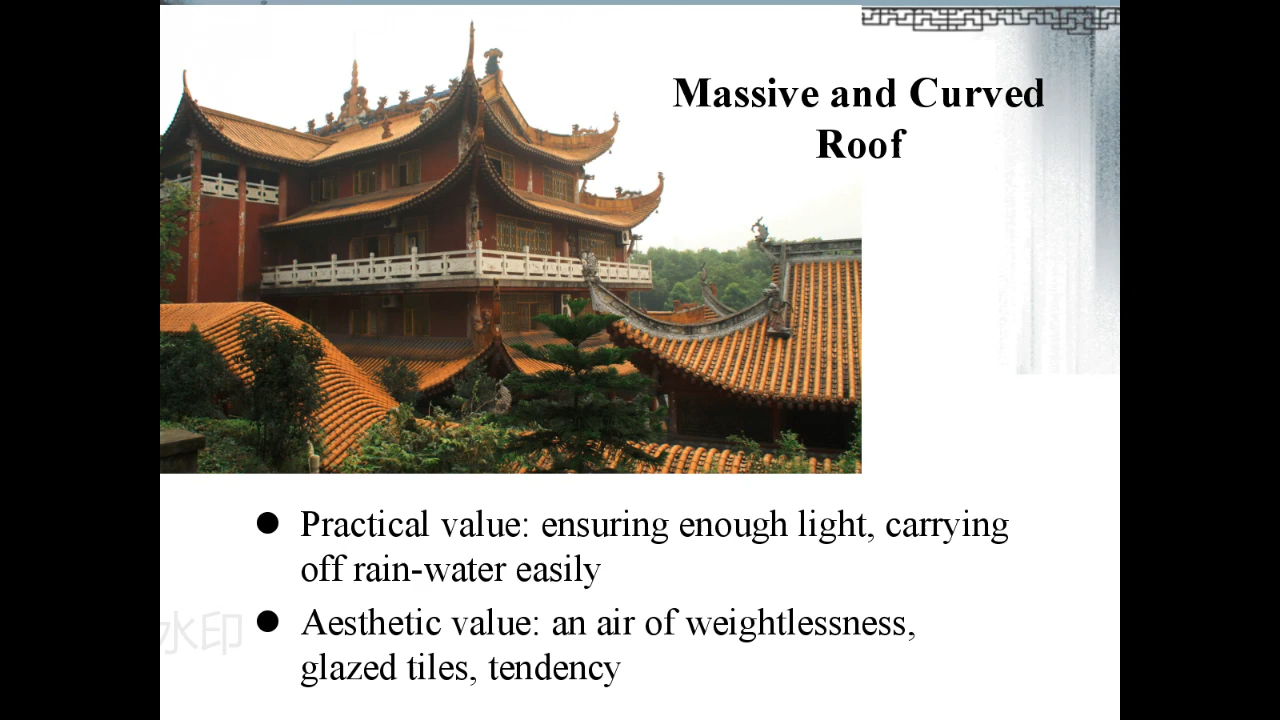 Massive and Curved
Roof
● Practical value: ensuring enough light, carrying
off rain-water easily
● Aesthetic value: an air of weightlessness,
glazed tiles, tendency
水印